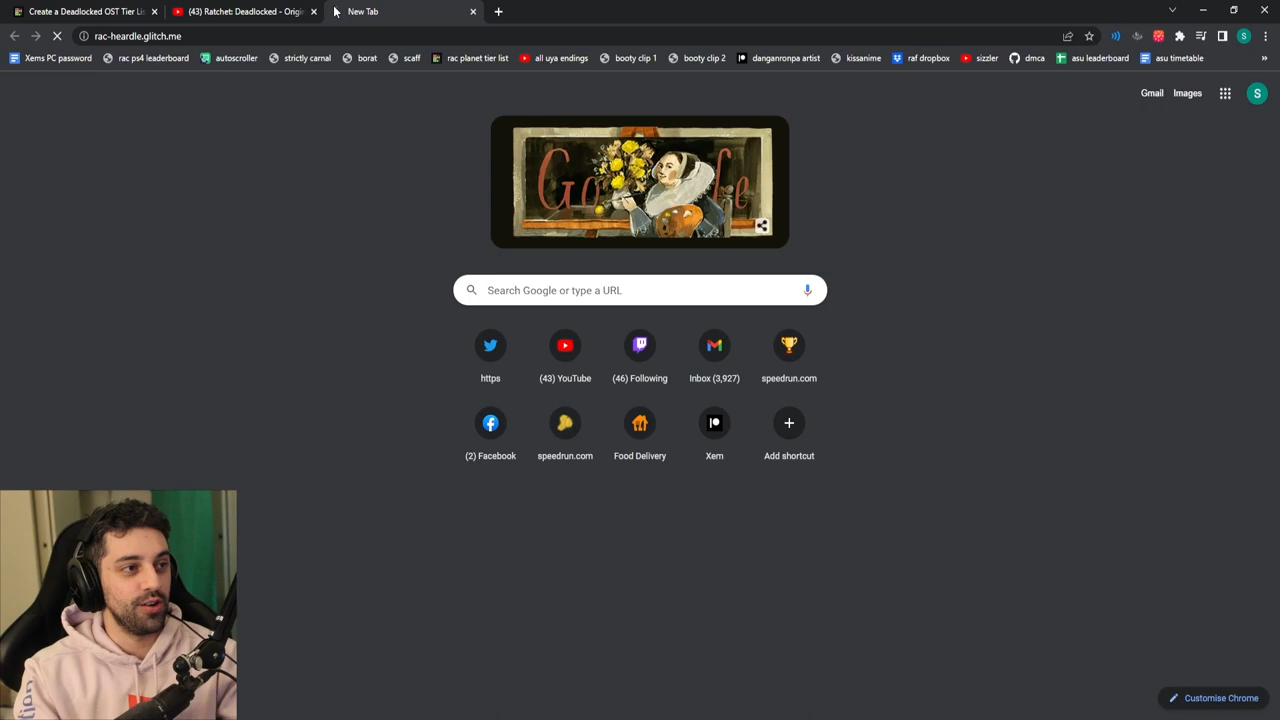 Create a Deadlocked OST Tier Lis
(43) Ratchet: Deadlocked - Origin
New Tab
rac-heardle.glitch.me
S
Xems PC password
rac ps4 leaderboard
autoscroller
strictly carnal
borat
scaff
rac planet tier list
all uya endings
booty clip 1
booty clip 2
danganronpa artist
kissanime
raf dropbox
sizzler
dmca
asu leaderboard
asu timetable
»
Gmail
Images
S
Search Google or type a URL
https
(43) YouTube
(46) Following
Inbox (3,927)
speedrun.com
(2) Facebook
speedrun.com
Food Delivery
Xem
Add shortcut
Customise Chrome